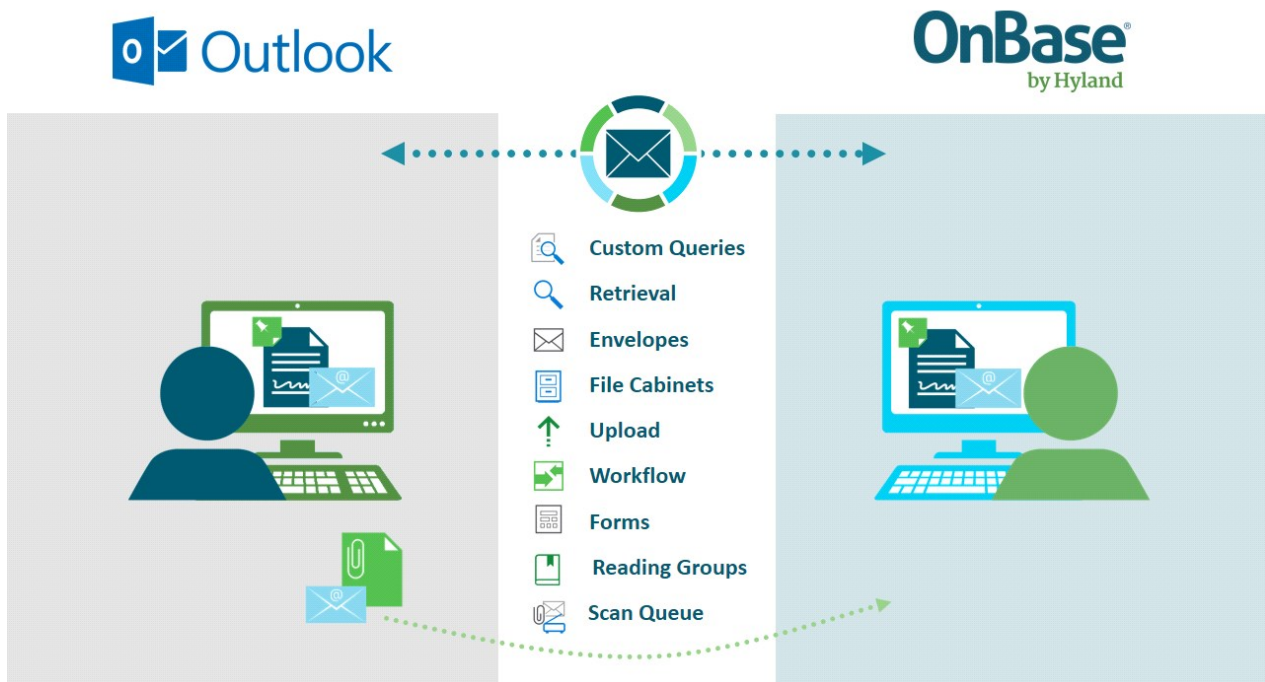 Outlook
OnBase®
by Hyland
Custom Queries
Retrieval
Envelopes
File Cabinets
Upload
Workflow
Forms
Reading Groups
Scan Queue